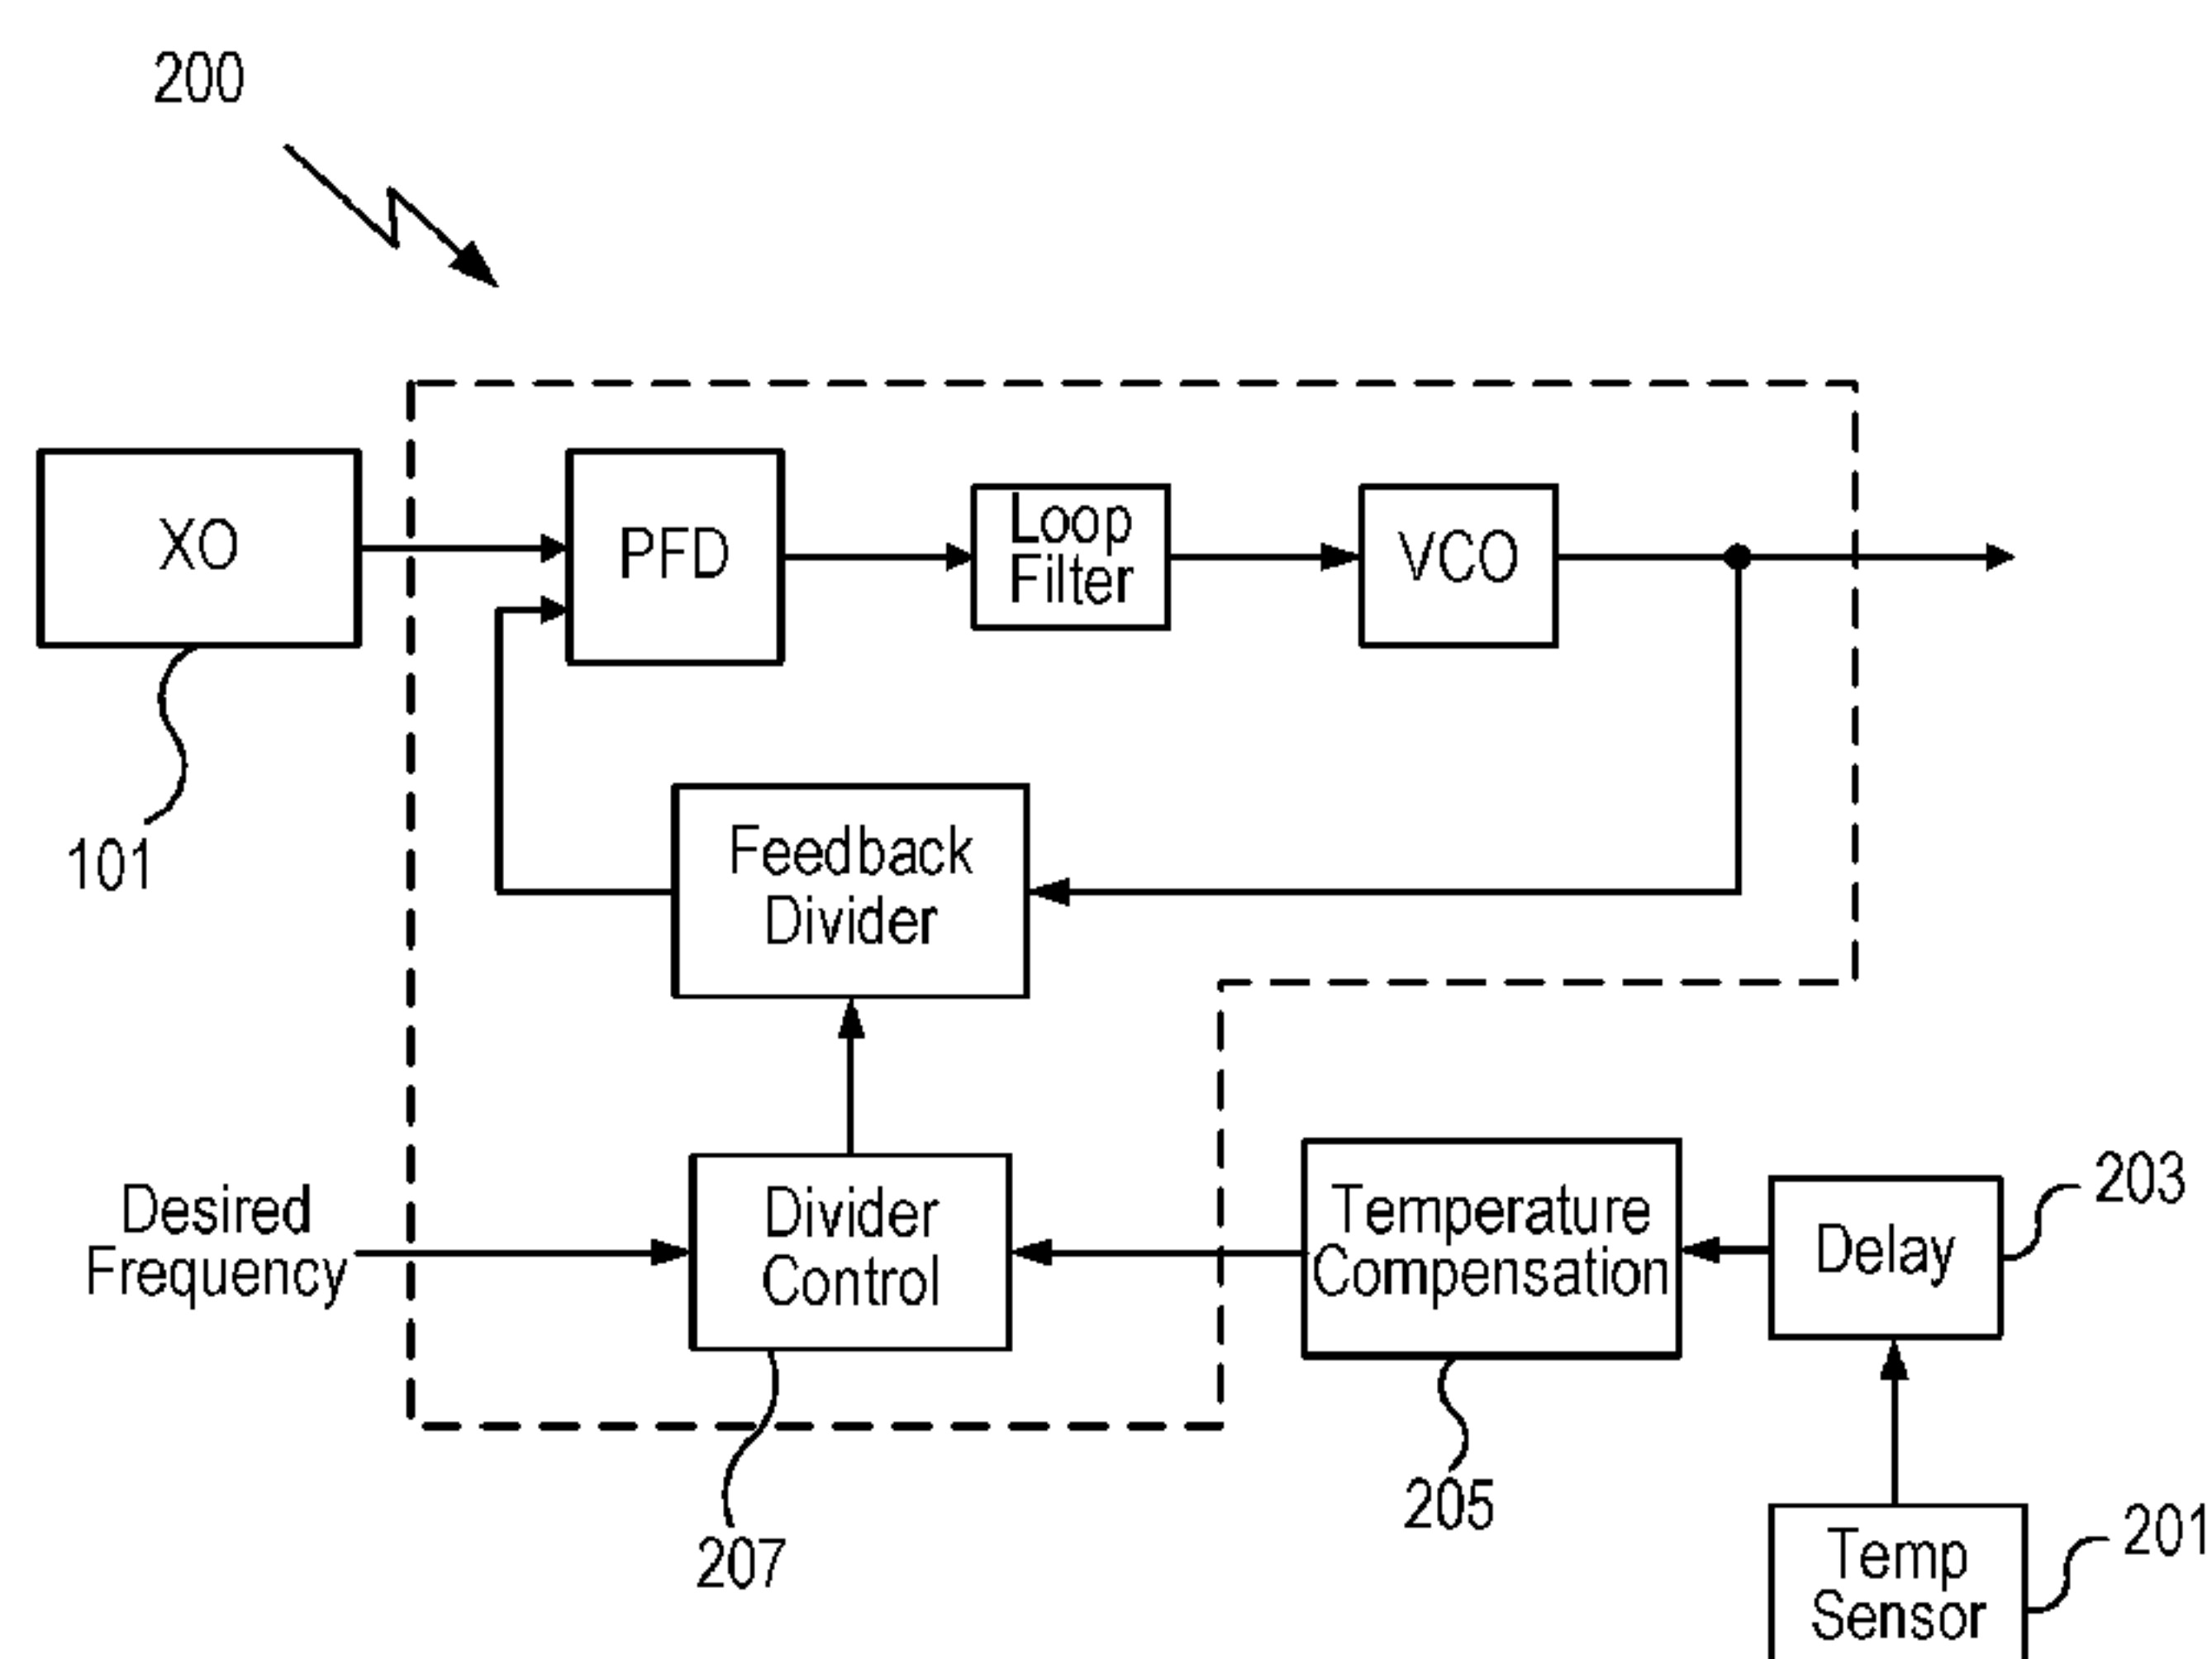 200
XO
PFD
Loop
Filter
VCO
101
Feedback
Divider
Desired
Frequency
Divider
Control
Temperature
Compensation
Delay
203
207
205
Temp
Sensor
201